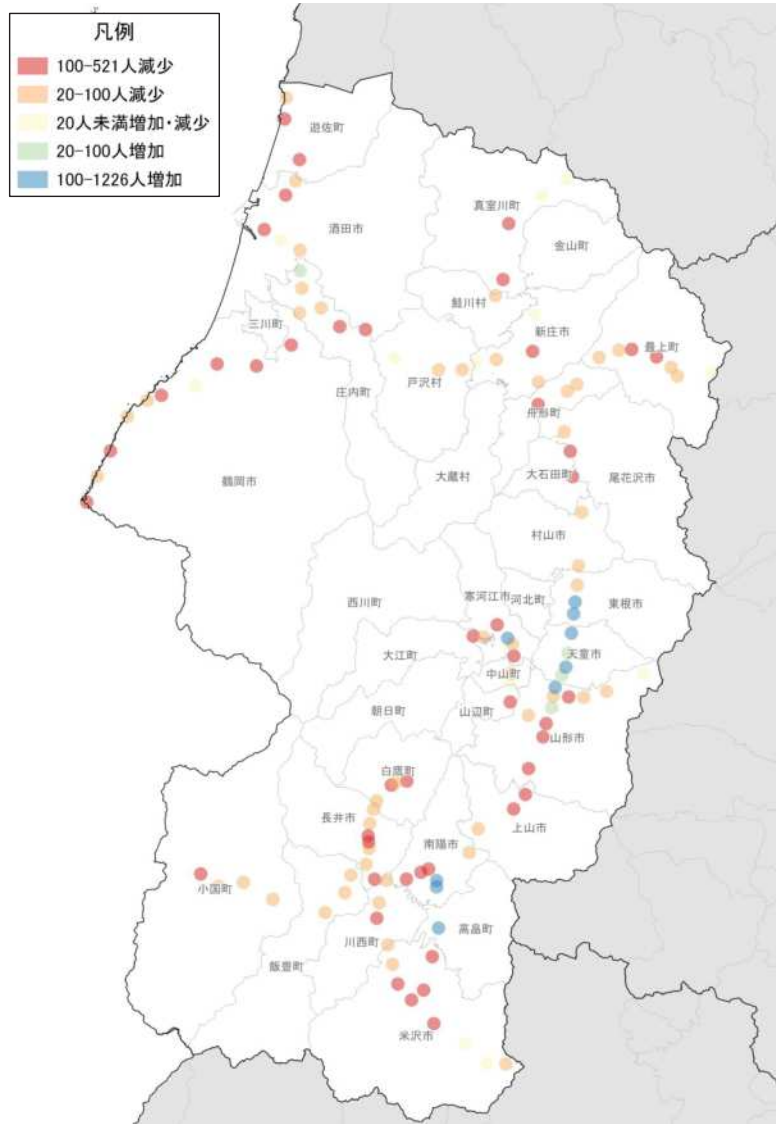 凡例
100-521人減少
20-100人減少
20人未満増加・減少
20-100人増加
100-1226人増加
遊佐町
真室川町
酒田市
金山町
鮭川村
三川町
新庄市
最上町
戸沢村
庄内町
舟形町
大蔵村
大石田町
尾花沢市
鶴岡市
村山市
西川町
寒河江市
河北町
東根市
大江町
天童市
中山町
朝日町
山辺町
山形市
白鷹町
長井市
上山市
南陽市
小国町
高畠町
川西町
飯豊町
米沢市